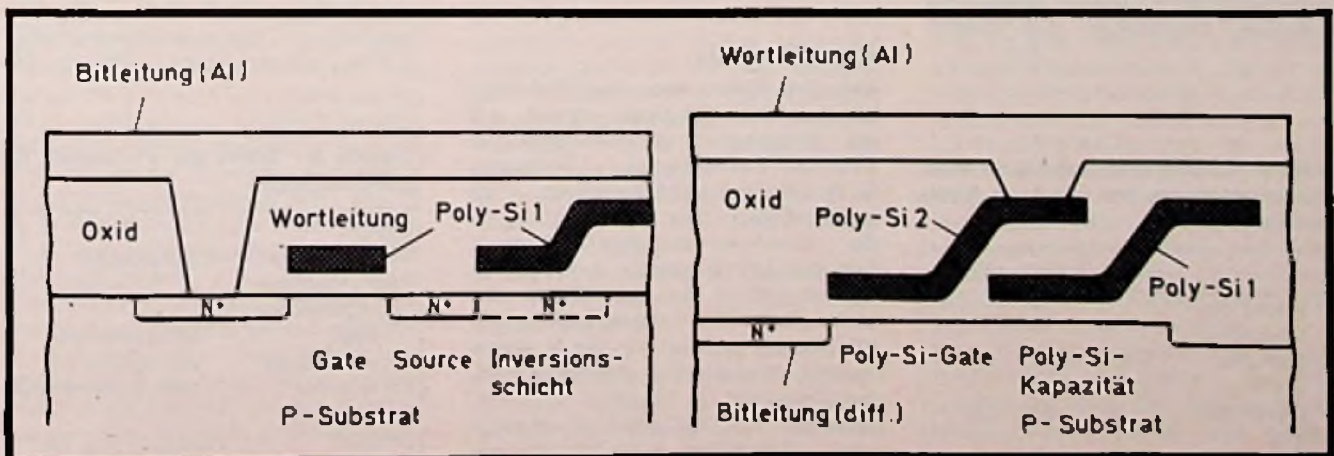 Bitleitung (Al)
Oxid
Wortleitung
Poly-Si 1
N⁺
N⁺
N⁺
Gate
Source
Inversions-
schicht
P-Substrat
Wortleitung (Al)
Oxid
Poly-Si 2
Poly-Si 1
N⁺
Poly-Si-Gate
Poly-Si-
Kapazität
Bitleitung (diff.)
P-Substrat